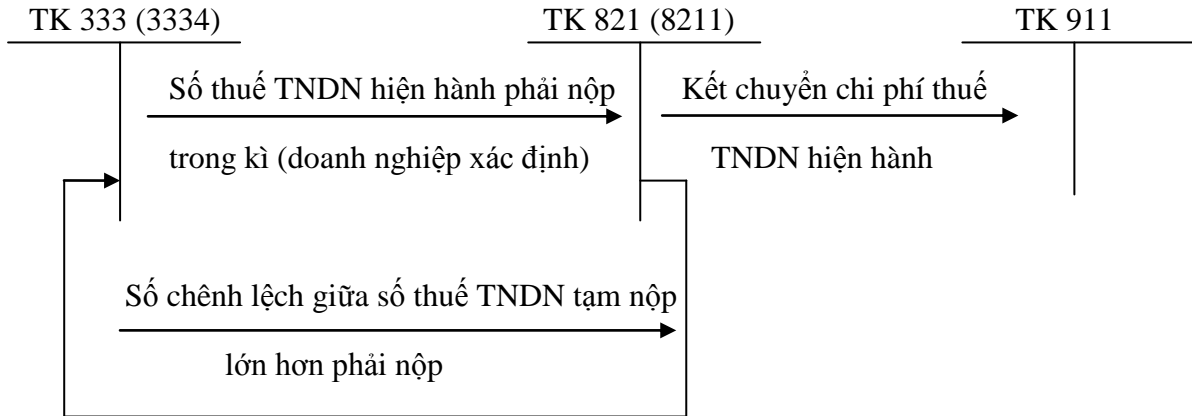 TK 333 (3334) TK 821 (8211) TK 911
Số thuế TNDN hiện hành phải nộp Kết chuyển chi phí thuế
trong kì (doanh nghiệp xác định) TNDN hiện hành
Số chênh lệch giữa số thuế TNDN tạm nộp
lớn hơn phải nộp